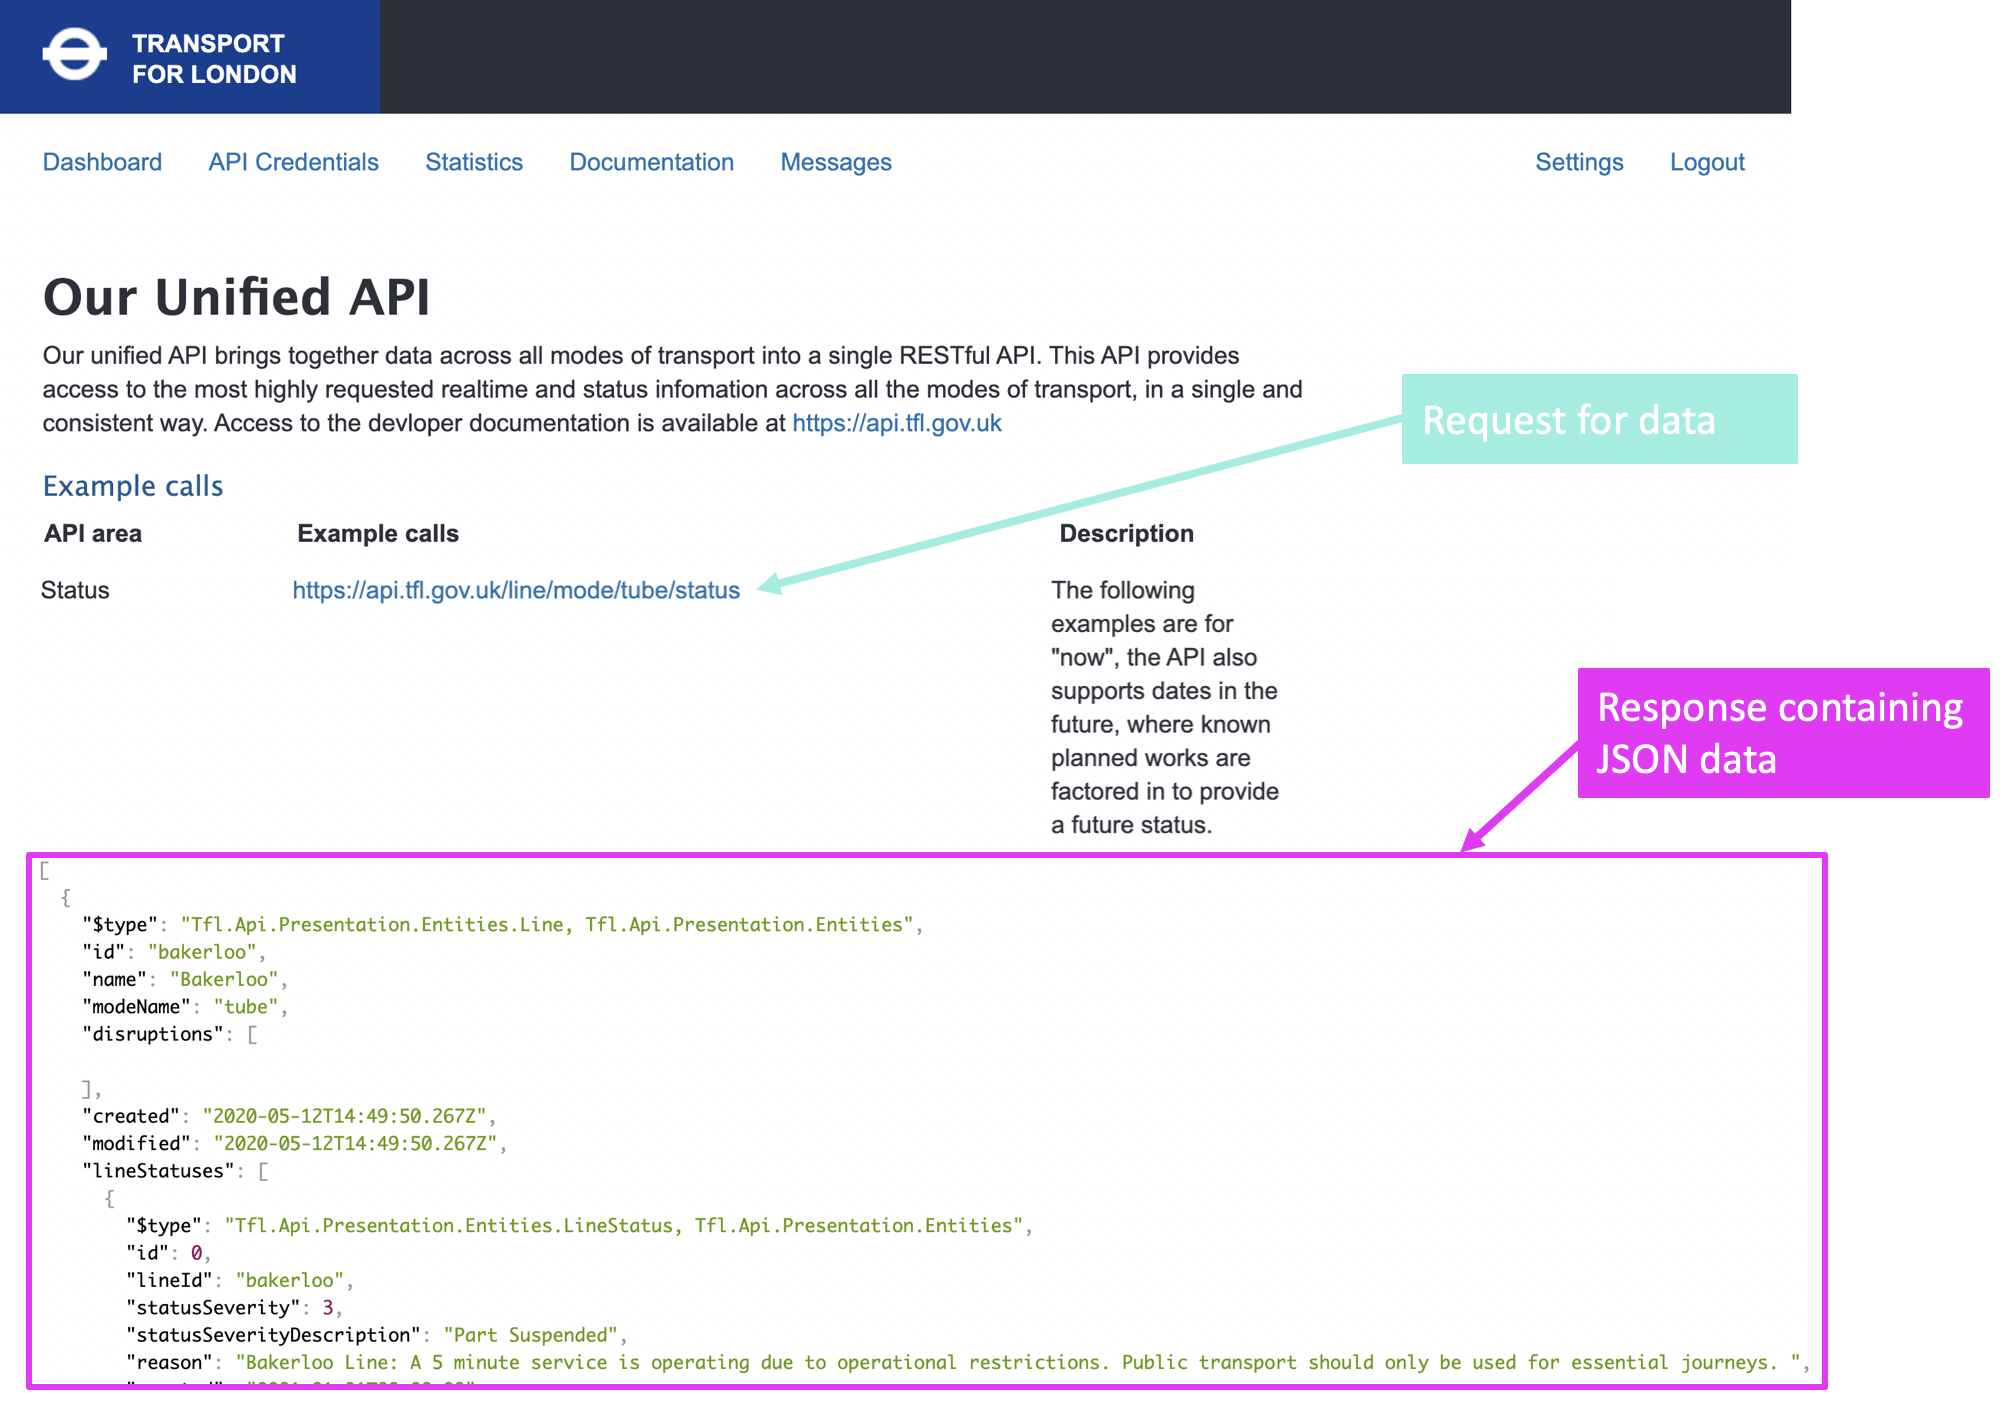 TRANSPORT
FOR LONDON
Dashboard API Credentials Statistics Documentation Messages Settings Logout
Our Unified API
Our unified API brings together data across all modes of transport into a single RESTful API. This API provides
access to the most highly requested realtime and status infomation across all the modes of transport, in a single and
consistent way. Access to the devloper documentation is available at https://api.tfl.gov.uk
Request for data
Example calls
API area Example calls Description
Status https://api.tfl.gov.uk/line/mode/tube/status The following
examples are for
"now", the API also
supports dates in the
future, where known
planned works are
factored in to provide
a future status.
Response containing
JSON data
[
{
"$type": "Tfl.Api.Presentation.Entities.Line, Tfl.Api.Presentation.Entities",
"id": "bakerloo",
"name": "Bakerloo",
"modeName": "tube",
"disruptions": [
],
"created": "2020-05-12T14:49:50.267Z",
"modified": "2020-05-12T14:49:50.267Z",
"lineStatuses": [
{
"$type": "Tfl.Api.Presentation.Entities.LineStatus, Tfl.Api.Presentation.Entities",
"id": 0,
"lineId": "bakerloo",
"statusSeverity": 3,
"statusSeverityDescription": "Part Suspended",
"reason": "Bakerloo Line: A 5 minute service is operating due to operational restrictions. Public transport should only be used for essential journeys. ",